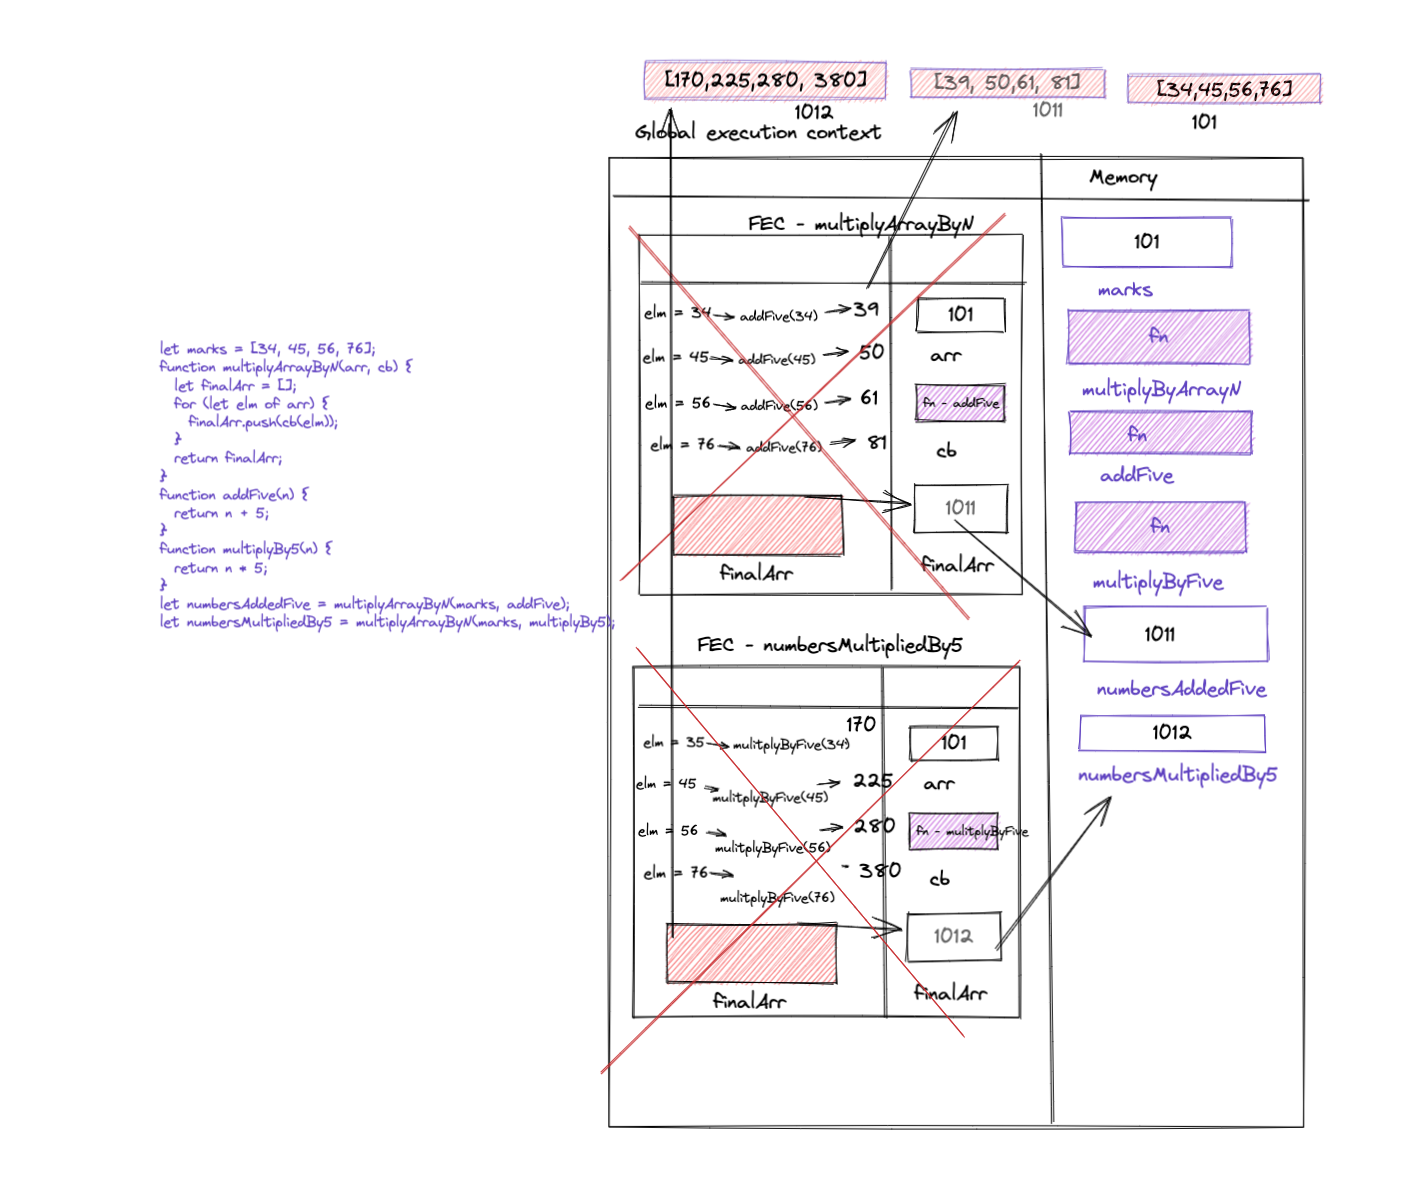 [170,225,280, 380]
1012
[39, 50,61, 81]
1011
[34,45,56,76]
101
Global execution context
Memory
let marks = [34, 45, 56, 76];
function multiplyArrayByN(arr, cb) {
let finalArr = [];
for (let elm of arr) {
finalArr.push(cb(elm));
}
return finalArr;
}
function addFive(n) {
return n + 5;
}
function multiplyBy5(n) {
return n * 5;
}
let numbersAddedFive = multiplyArrayByN(marks, addFive);
let numbersMultipliedBy5 = multiplyArrayByN(marks, multiplyBy5);
FEC - multiplyArrayByN
elm = 34 addFive(34) 39
elm = 45 addFive(45) 50
elm = 56 addFive(56) 61
elm = 76 addFive(76) 81
finalArr
101
arr
fn - addFive
cb
1011
finalArr
FEC - numbersMultipliedBy5
170
elm = 35 mulitplyByFive(34)
elm = 45 mulitplyByFive(45) 225
elm = 56 mulitplyByFive(56) 280
elm = 76 mulitplyByFive(76) - 380
finalArr
101
arr
fn - mulitplyByFive
cb
1012
finalArr
101
marks
fn
multiplyByArrayN
fn
addFive
fn
multiplyByFive
1011
numbersAddedFive
1012
numbersMultipliedBy5